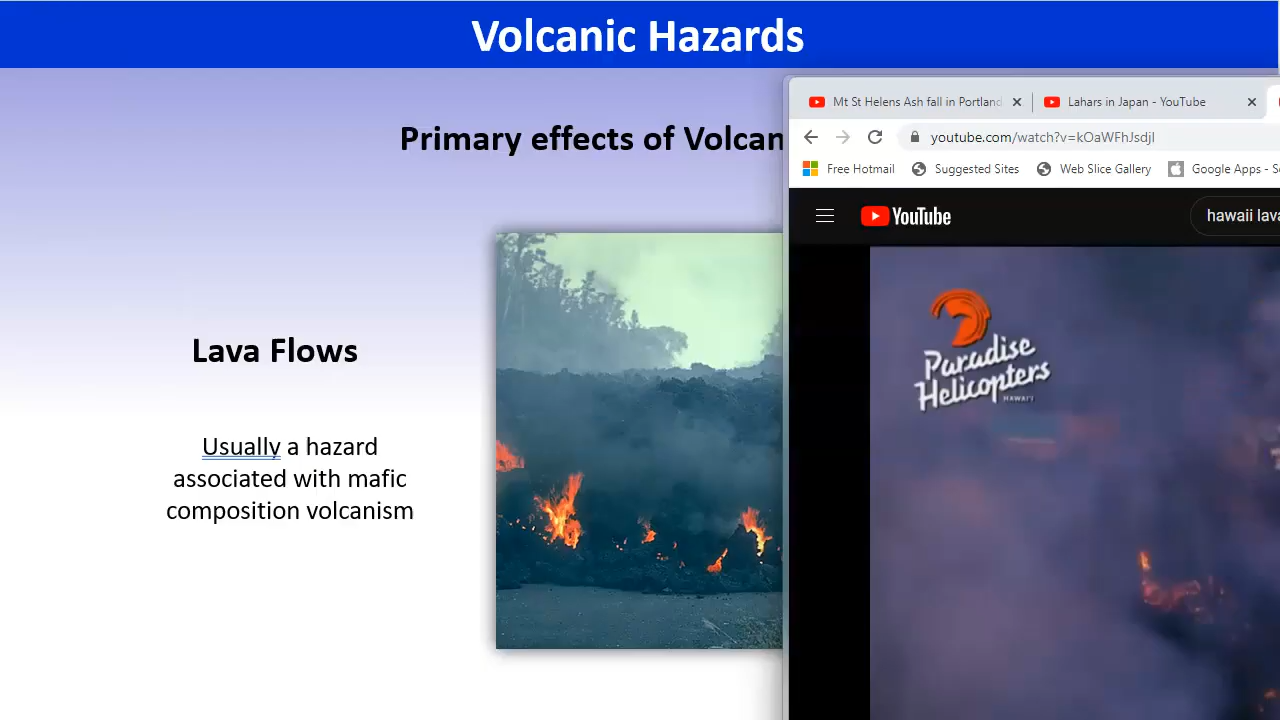 Volcanic Hazards
Primary effects of Volcan
Lava Flows
Usually a hazard
associated with mafic
composition volcanism
Mt St Helens Ash fall in Portland
Lahars in Japan - YouTube
youtube.com/watch?v=kOaWFhJsdjI
Free Hotmail
Suggested Sites
Web Slice Gallery
Google Apps - S
YouTube
hawaii lava
Paradise
Helicopters
HAWAI'I